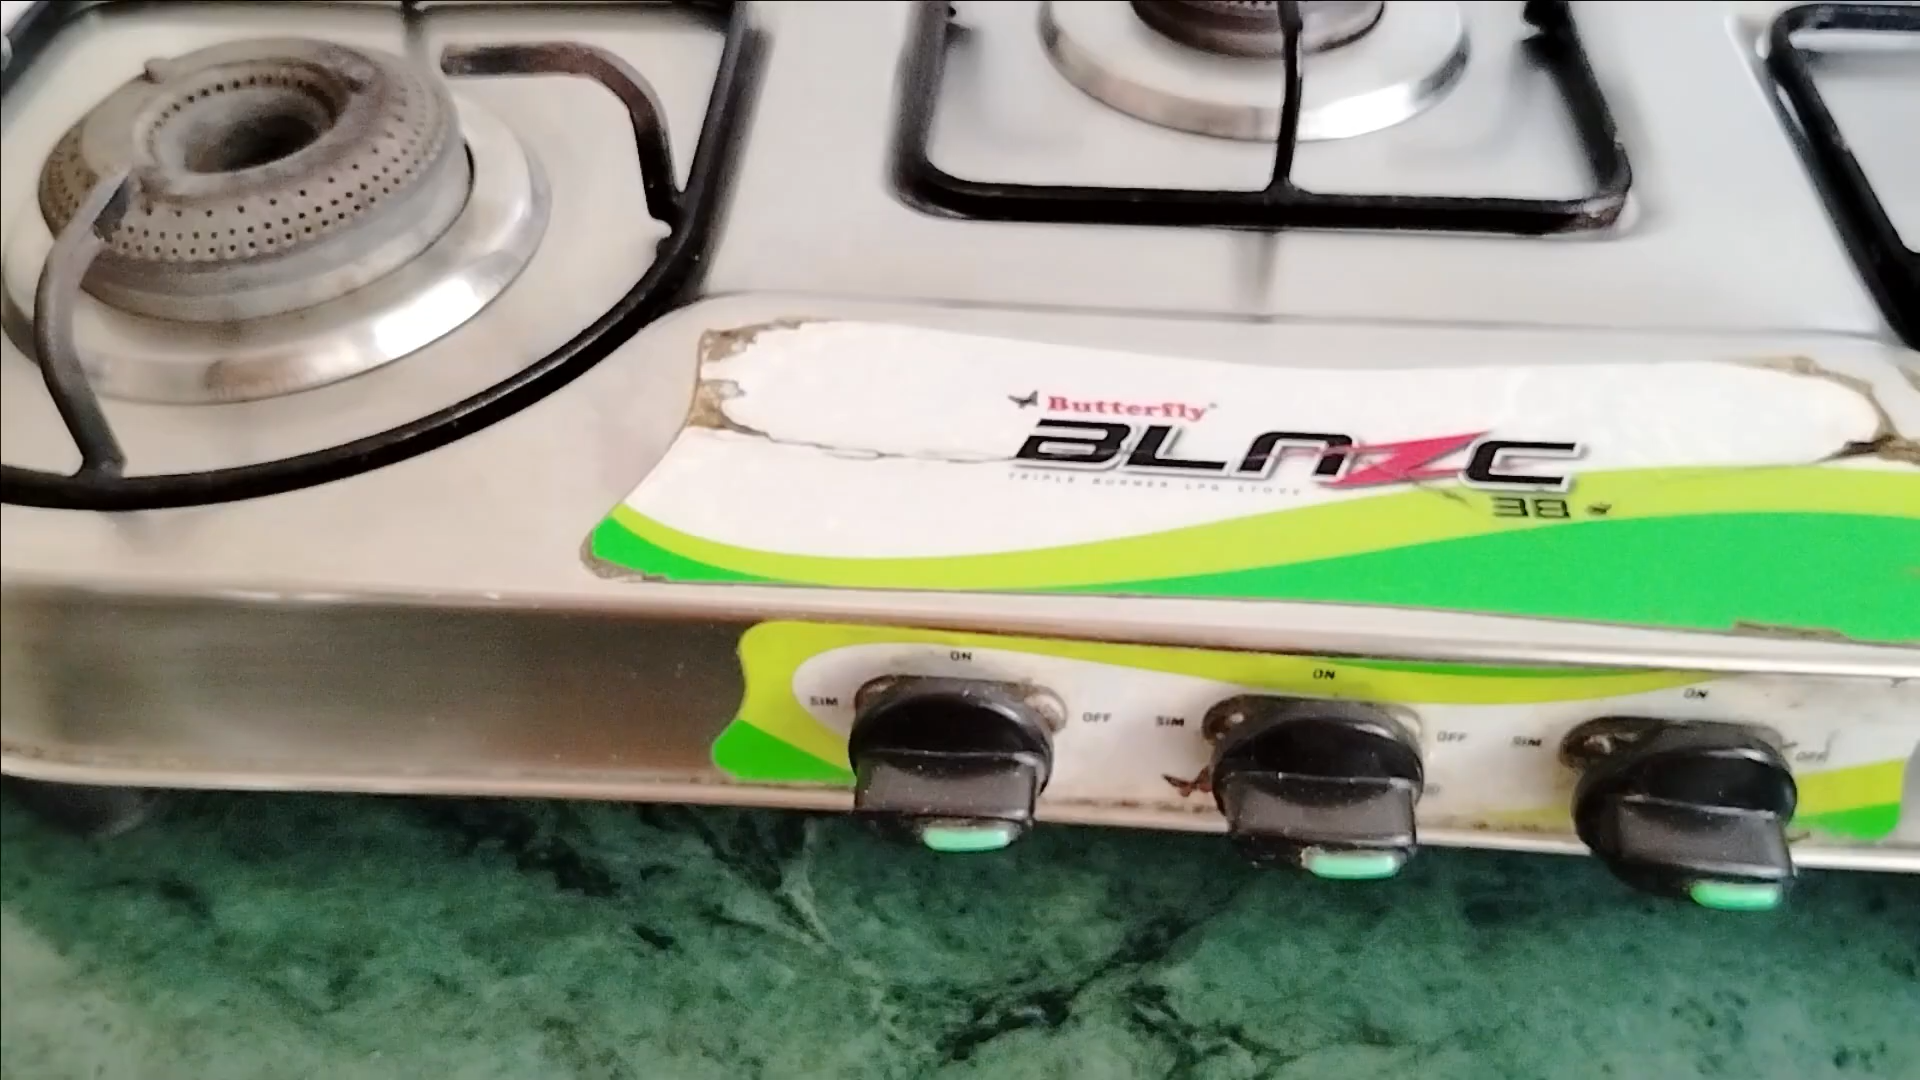 Butterfly
BLAZE
TRIPLE BURNER LPG STOVE
3B
ON
ON
ON
SIM
OFF
SIM
OFF
SIM
OFF